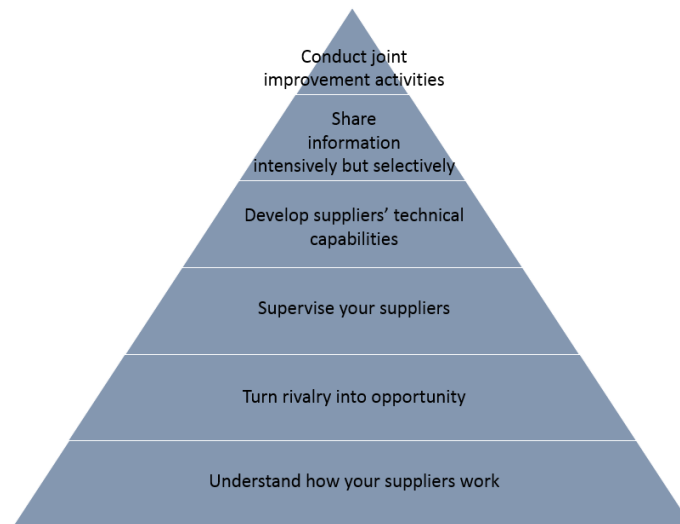 Conduct joint
improvement activities
Share
information
intensively but selectively
Develop suppliers’ technical
capabilities
Supervise your suppliers
Turn rivalry into opportunity
Understand how your suppliers work